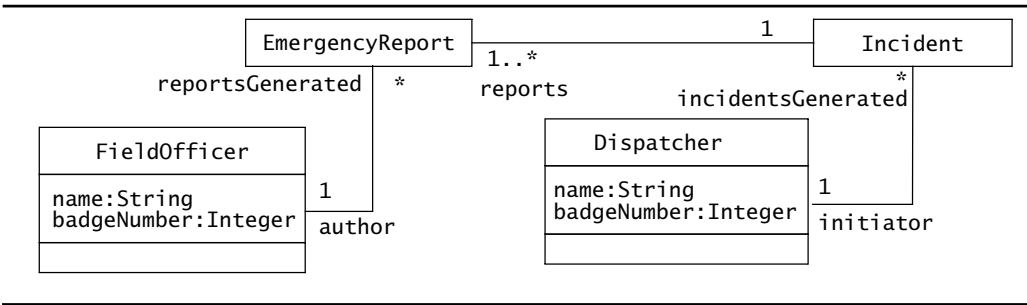 EmergencyReport
1
Incident
1..*
reportsGenerated
*
reports
*
incidentsGenerated
FieldOfficer
name:String
badgeNumber:Integer
1
author
Dispatcher
name:String
badgeNumber:Integer
1
initiator